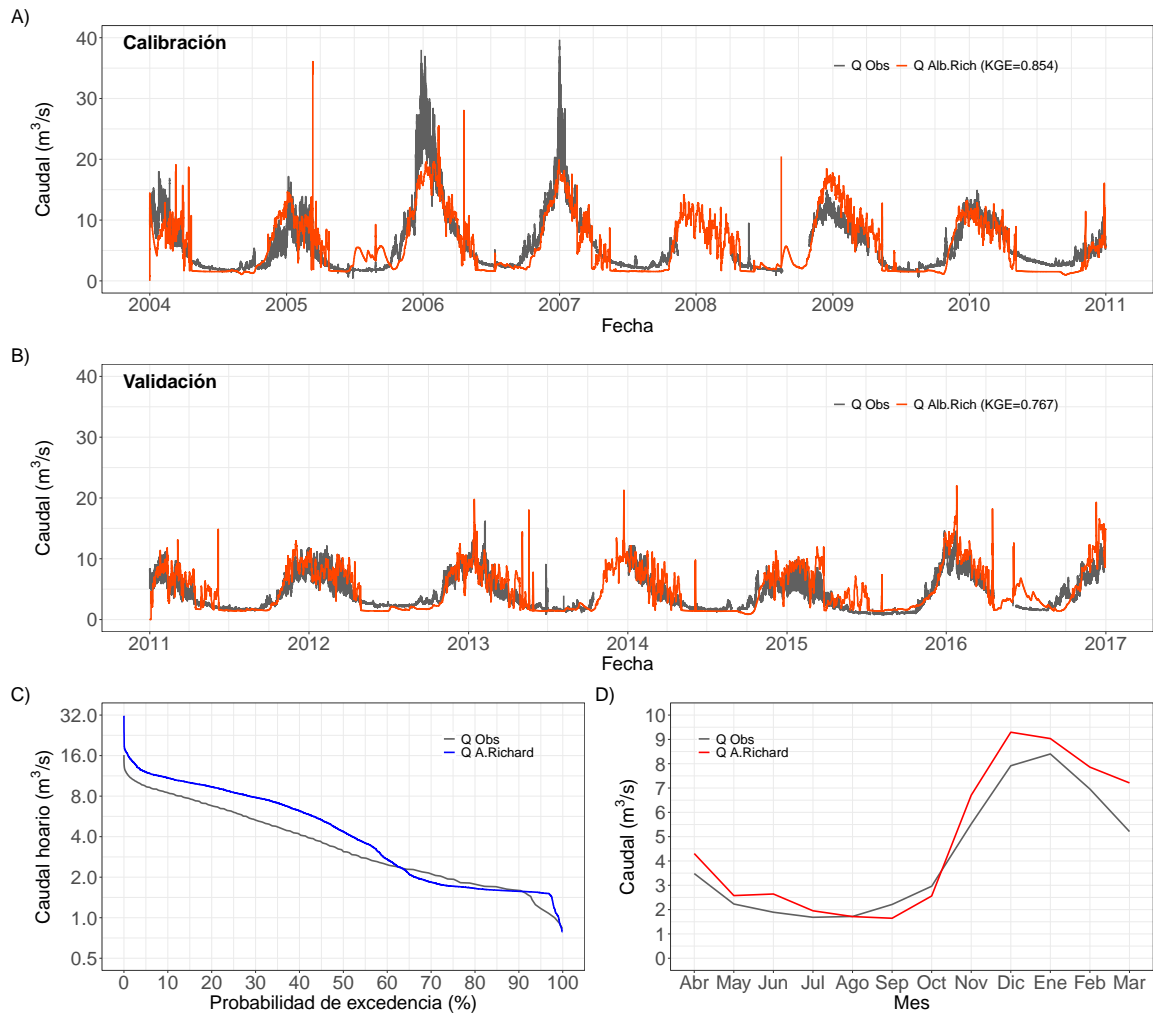 A)
Calibración
Q Obs Q Alb.Rich (KGE=0.854)
Caudal (m³/s)
40
30
20
10
0
2004 2005 2006 2007 2008 2009 2010 2011
Fecha
B)
Validación
Q Obs Q Alb.Rich (KGE=0.767)
Caudal (m³/s)
40
30
20
10
0
2011 2012 2013 2014 2015 2016 2017
Fecha
C)
Q Obs
Q A.Richard
Caudal hoario (m³/s)
32.0
16.0
8.0
4.0
2.0
1.0
0.5
0 10 20 30 40 50 60 70 80 90 100
Probabilidad de excedencia (%)
D)
Q Obs
Q A.Richard
Caudal (m³/s)
10
9
8
7
6
5
4
3
2
1
0
Abr May Jun Jul Ago Sep Oct Nov Dic Ene Feb Mar
Mes